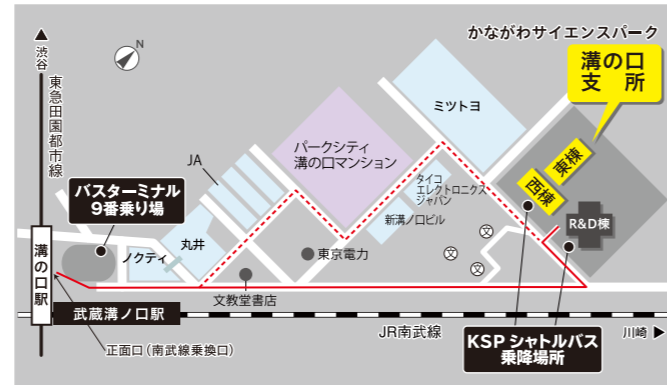 かながわサイエンスパーク
溝の口
支 所
渋谷
東急田園都市線
N
JA
バスターミナル
9番乗り場
ノクティ
丸井
パークシティ
溝の口マンション
ミツトヨ
タイコ
エレクトロニクス
ジャパン
新溝ノ口ビル
東京電力
文
文
文
東棟
西棟
R&D棟
文教堂書店
溝の口駅
武蔵溝ノ口駅
正面口(南武線乗換口)
JR南武線
KSP シャトルバス
乗降場所
川崎